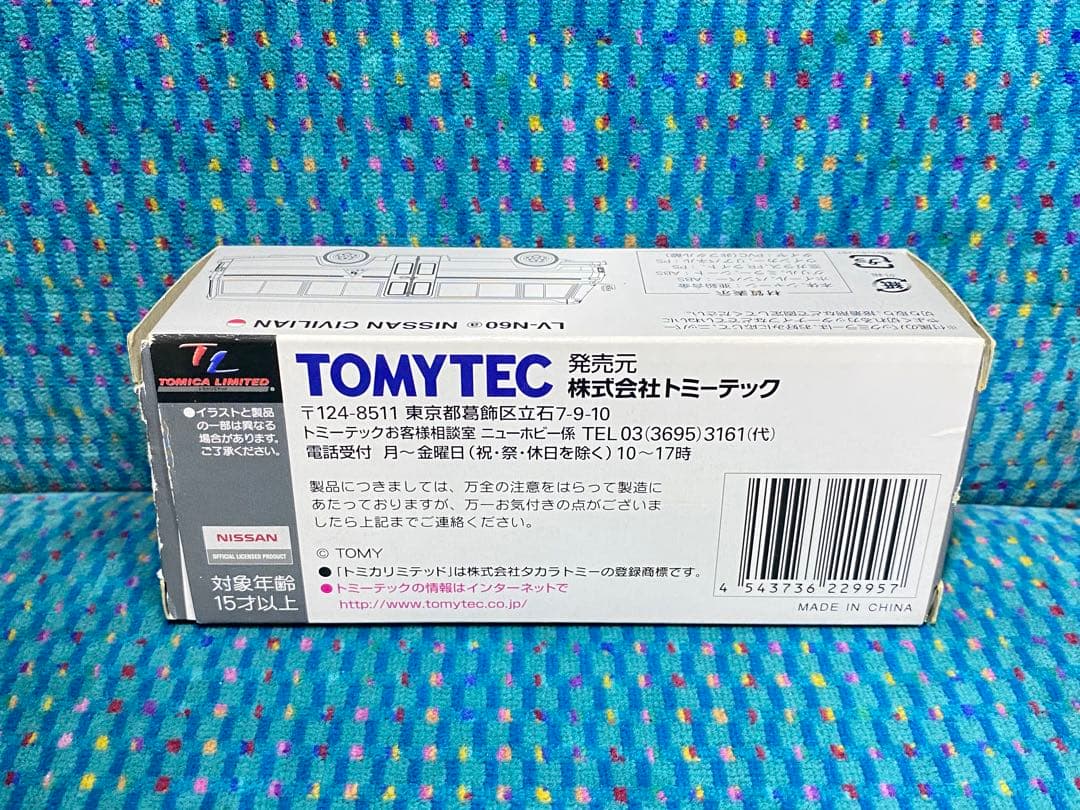 LV-N60ⓐ NISSAN CIVILIAN
材質表示
TL
TOMICA LIMITED
●イラストと製品
の一部は異なる
場合があります。
ご了承ください。
NISSAN
OFFICIAL LICENSED PRODUCT
対象年齢
15才以上
TOMYTEC 発売元
株式会社トミーテック
〒124-8511 東京都葛飾区立石7-9-10
トミーテックお客様相談室 ニューホビー係 TEL 03(3695)3161(代)
電話受付 月〜金曜日(祝・祭・休日を除く)10〜17時
製品につきましては、万全の注意をはらって製造に
あたっておりますが、万一お気付きの点がございま
したら上記までご連絡ください。
© TOMY
●「トミカリミテッド」は株式会社タカラトミーの登録商標です。
●トミーテックの情報はインターネットで
http://www.tomytec.co.jp/
4 543736 229957
MADE IN CHINA